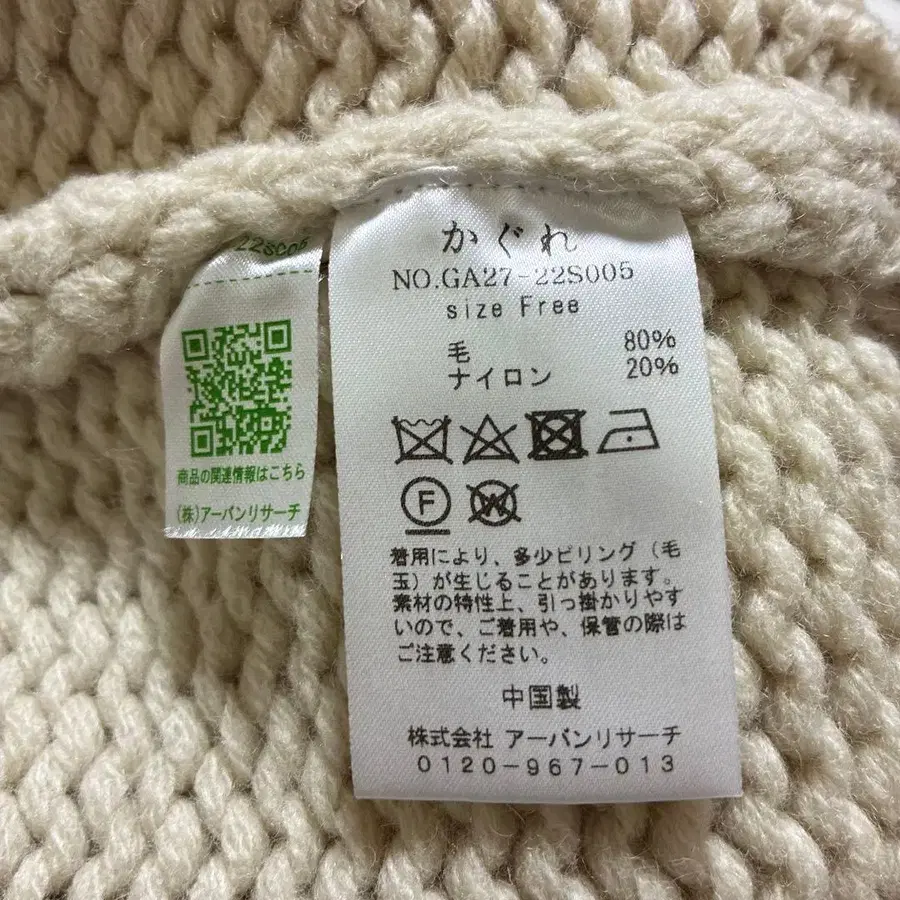 22SC05
商品の関連情報はこちら
(株)アーバンリサーチ
かぐれ
NO.GA27-22S005
size Free
毛 80%
ナイロン 20%
F
W
着用により、多少ピリング(毛
玉)が生じることがあります。
素材の特性上、引っ掛かりやす
いので、ご着用や、保管の際は
ご注意ください。
中国製
株式会社 アーバンリサーチ
0120-967-013